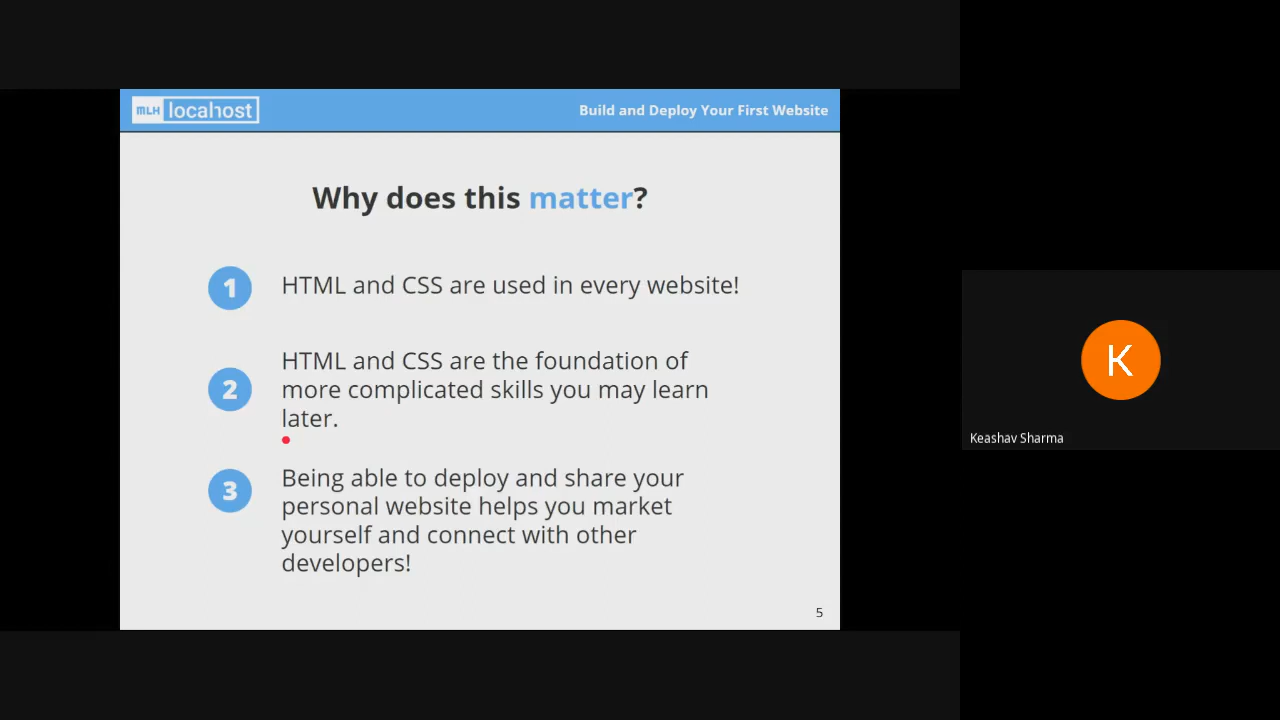 MLH locahost
Build and Deploy Your First Website
Why does this matter?
1
HTML and CSS are used in every website!
2
HTML and CSS are the foundation of
more complicated skills you may learn
later.
3
Being able to deploy and share your
personal website helps you market
yourself and connect with other
developers!
5
K
Keashav Sharma